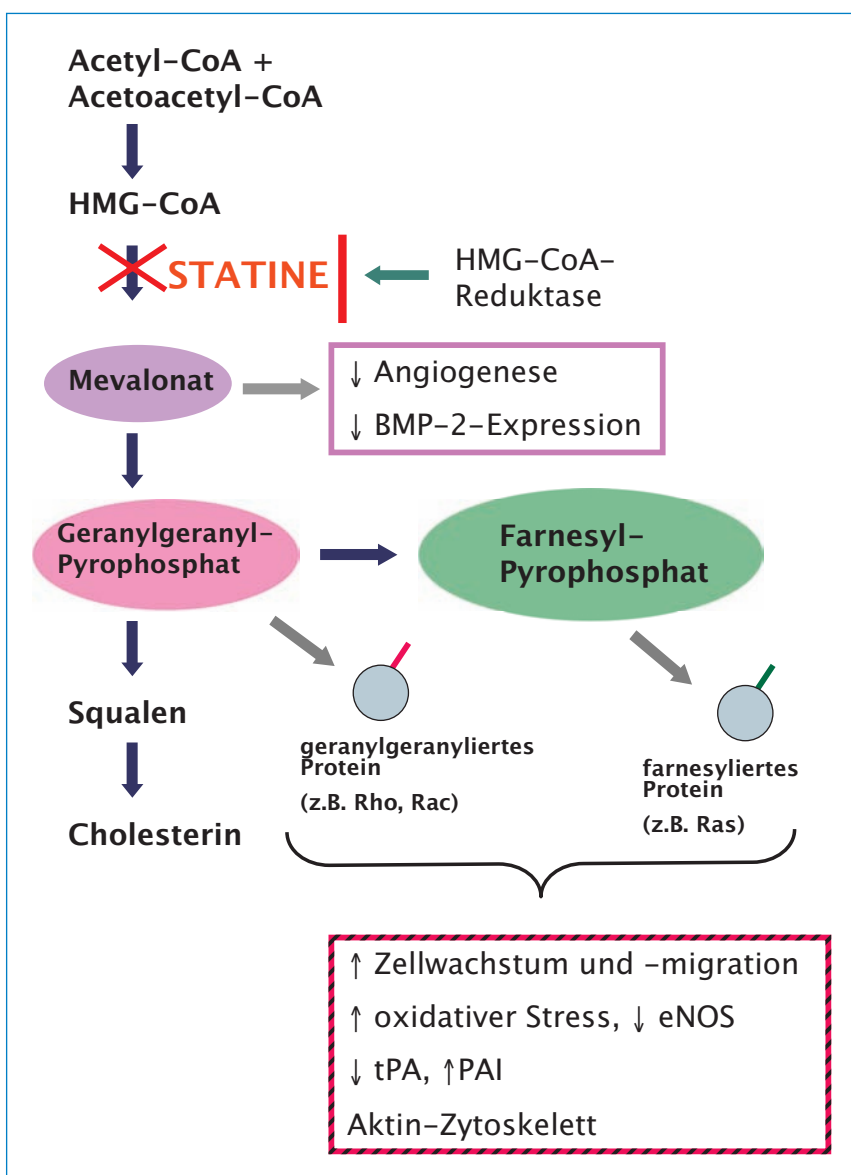 Acetyl-CoA +
Acetoacetyl-CoA
HMG-CoA
STATINE
HMG-CoA-
Reduktase
Mevalonat
↓ Angiogenese
↓ BMP-2-Expression
Geranylgeranyl-
Pyrophosphat
Farnesyl-
Pyrophosphat
Squalen
geranylgeranyliertes
Protein
(z.B. Rho, Rac)
farnesyliertes
Protein
(z.B. Ras)
Cholesterin
↑ Zellwachstum und -migration
↑ oxidativer Stress, ↓ eNOS
↓ tPA, ↑PAI
Aktin-Zytoskelett